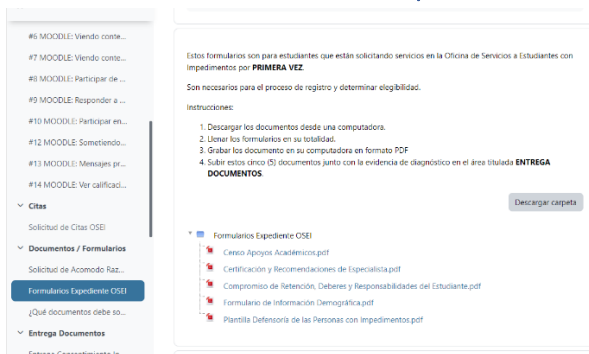 #6 MOODLE: Viendo conte...
#7 MOODLE: Viendo conte...
#8 MOODLE: Participar de ...
#9 MOODLE: Responder a ...
#10 MOODLE: Participar en...
#12 MOODLE: Sometiendo...
#13 MOODLE: Mensajes pr...
#14 MOODLE: Ver calificaci...
Citas
Solicitud de Citas OSEI
Documentos / Formularios
Solicitud de Acomodo Raz...
Formularios Expediente OSEI
¿Qué documentos debe so...
Entrega Documentos
Entrega Consentimiento In...
Estos formularios son para estudiantes que están solicitando servicios en la Oficina de Servicios a Estudiantes con
Impedimentos por PRIMERA VEZ.
Son necesarios para el proceso de registro y determinar elegibilidad.
Instrucciones:
1. Descargar los documentos desde una computadora.
2. Llenar los formularios en su totalidad.
3. Grabar los documento en su computadora en formato PDF
4. Subir estos cinco (5) documentos junto con la evidencia de diagnóstico en el área titulada ENTREGA
DOCUMENTOS.
Descargar carpeta
Formularios Expediente OSEI
Censo Apoyos Académicos.pdf
Certificación y Recomendaciones de Especialista.pdf
Compromiso de Retención, Deberes y Responsabilidades del Estudiante.pdf
Formulario de Información Demográfica.pdf
Plantilla Defensoría de las Personas con Impedimentos.pdf